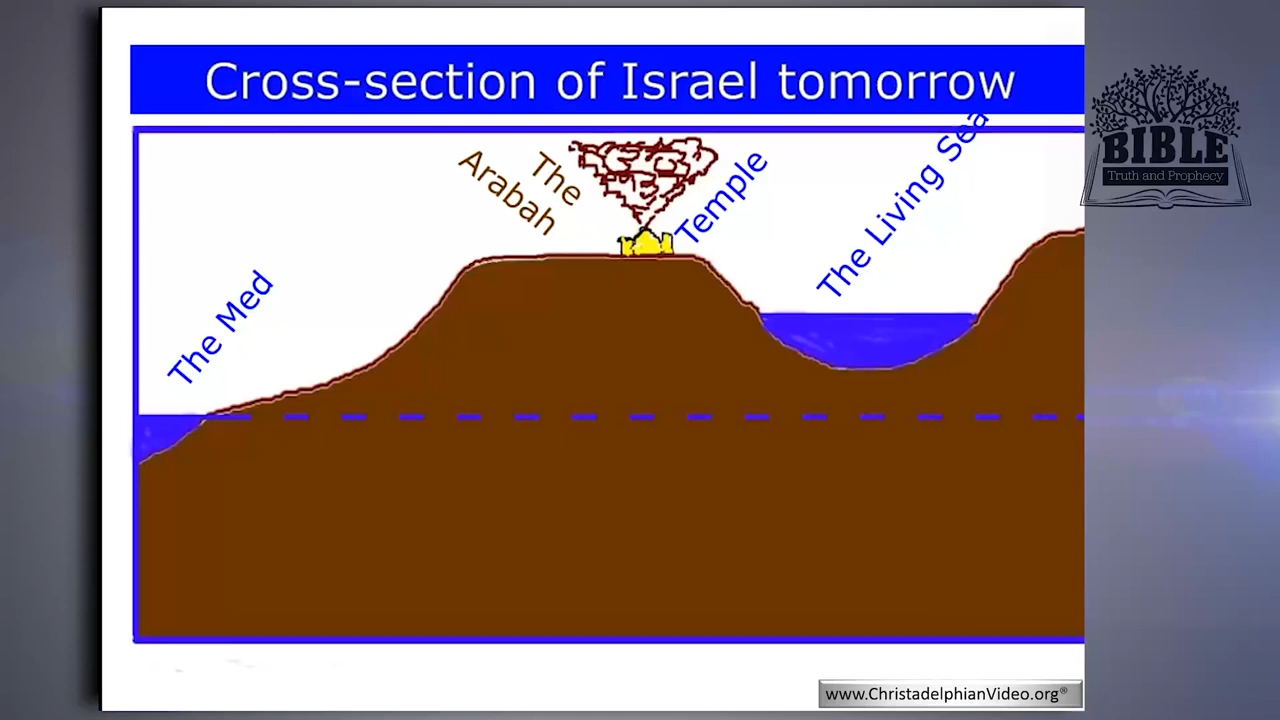 Cross-section of Israel tomorrow
The Med
The
Arabah
Temple
The Living Sea
BIBLE
Truth and Prophecy
www.ChristadelphianVideo.org®